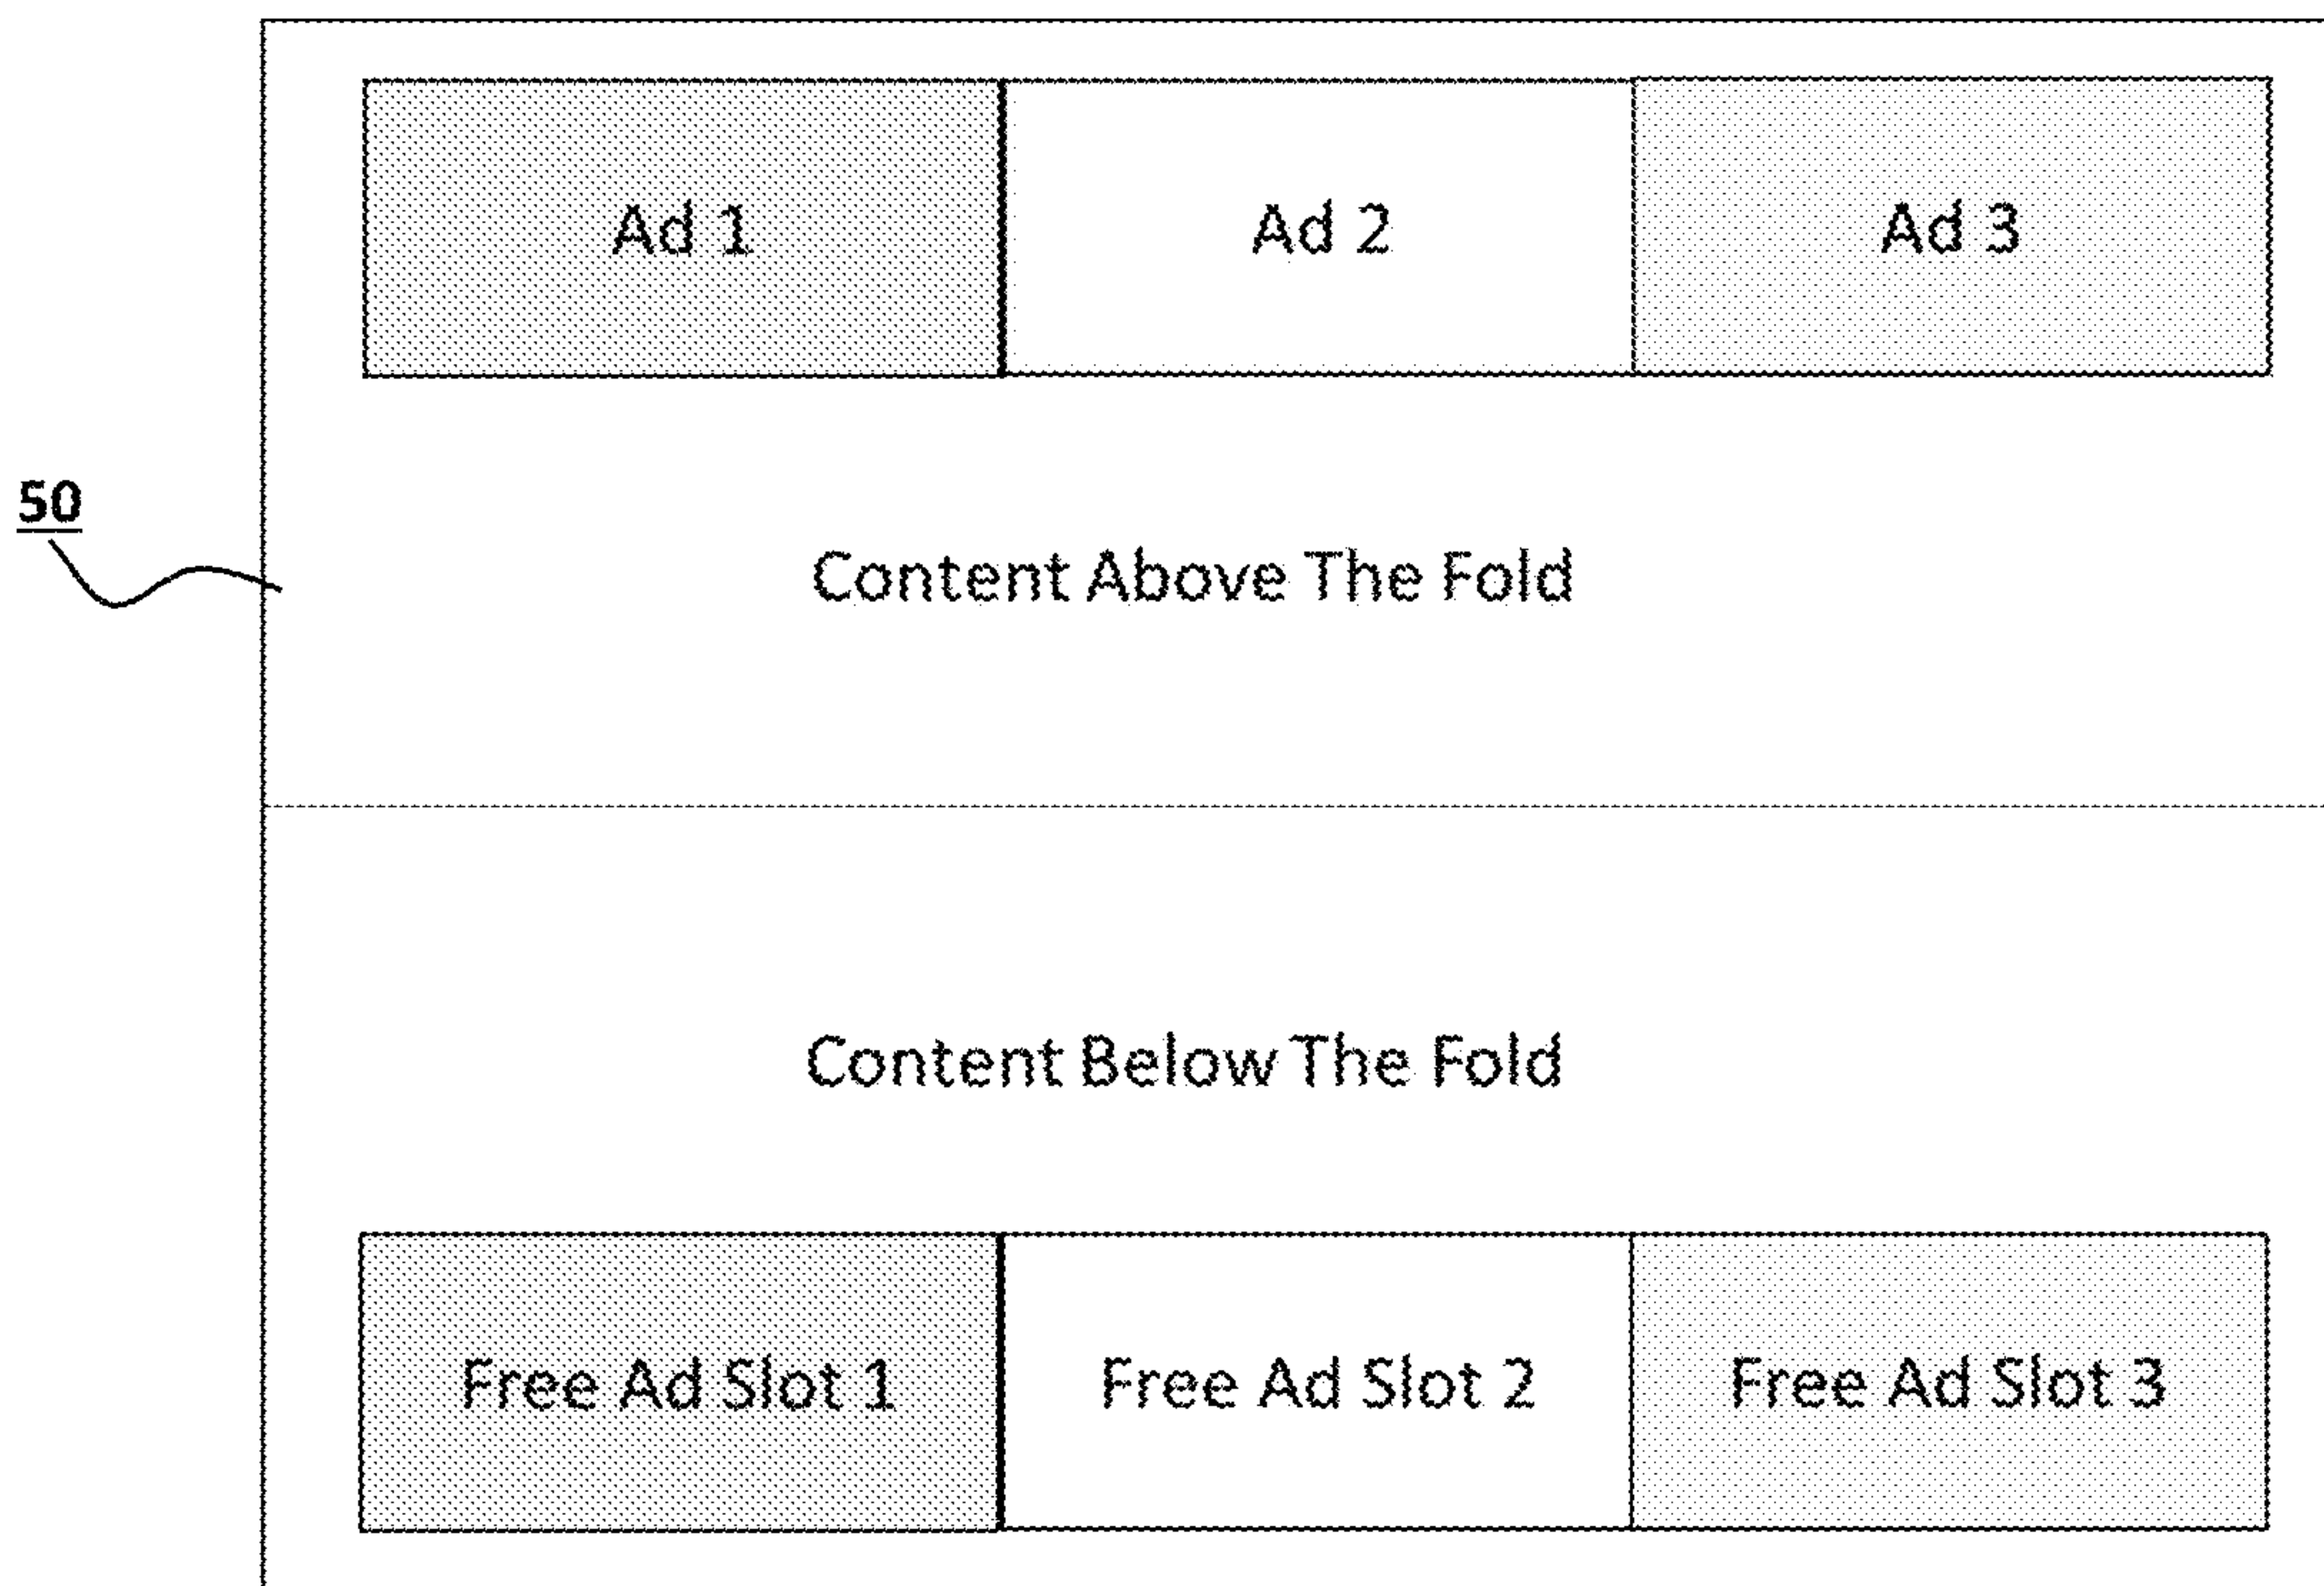 Ad 1 Ad 2 Ad 3
50
Content Above The Fold
Content Below The Fold
Free Ad Slot 1 Free Ad Slot 2 Free Ad Slot 3